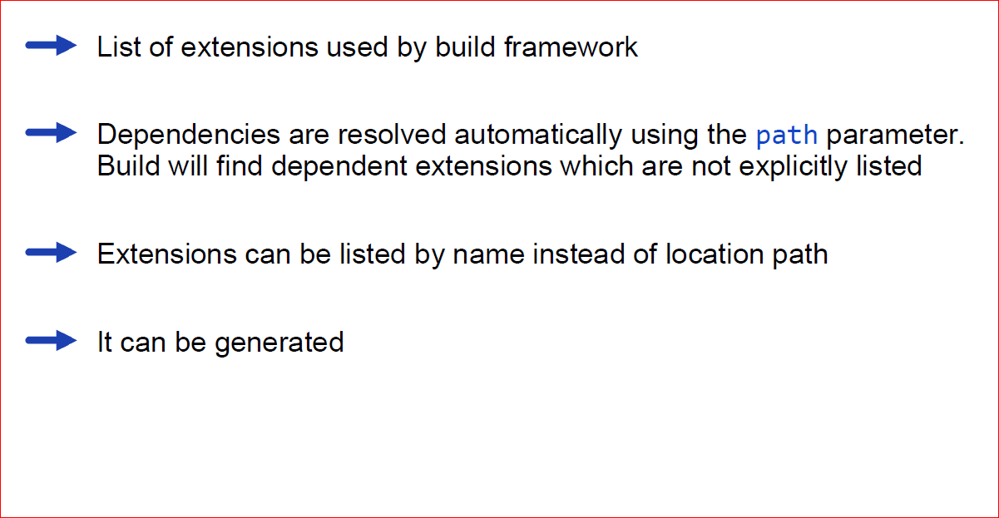 List of extensions used by build framework
Dependencies are resolved automatically using the path parameter.
Build will find dependent extensions which are not explicitly listed
Extensions can be listed by name instead of location path
It can be generated